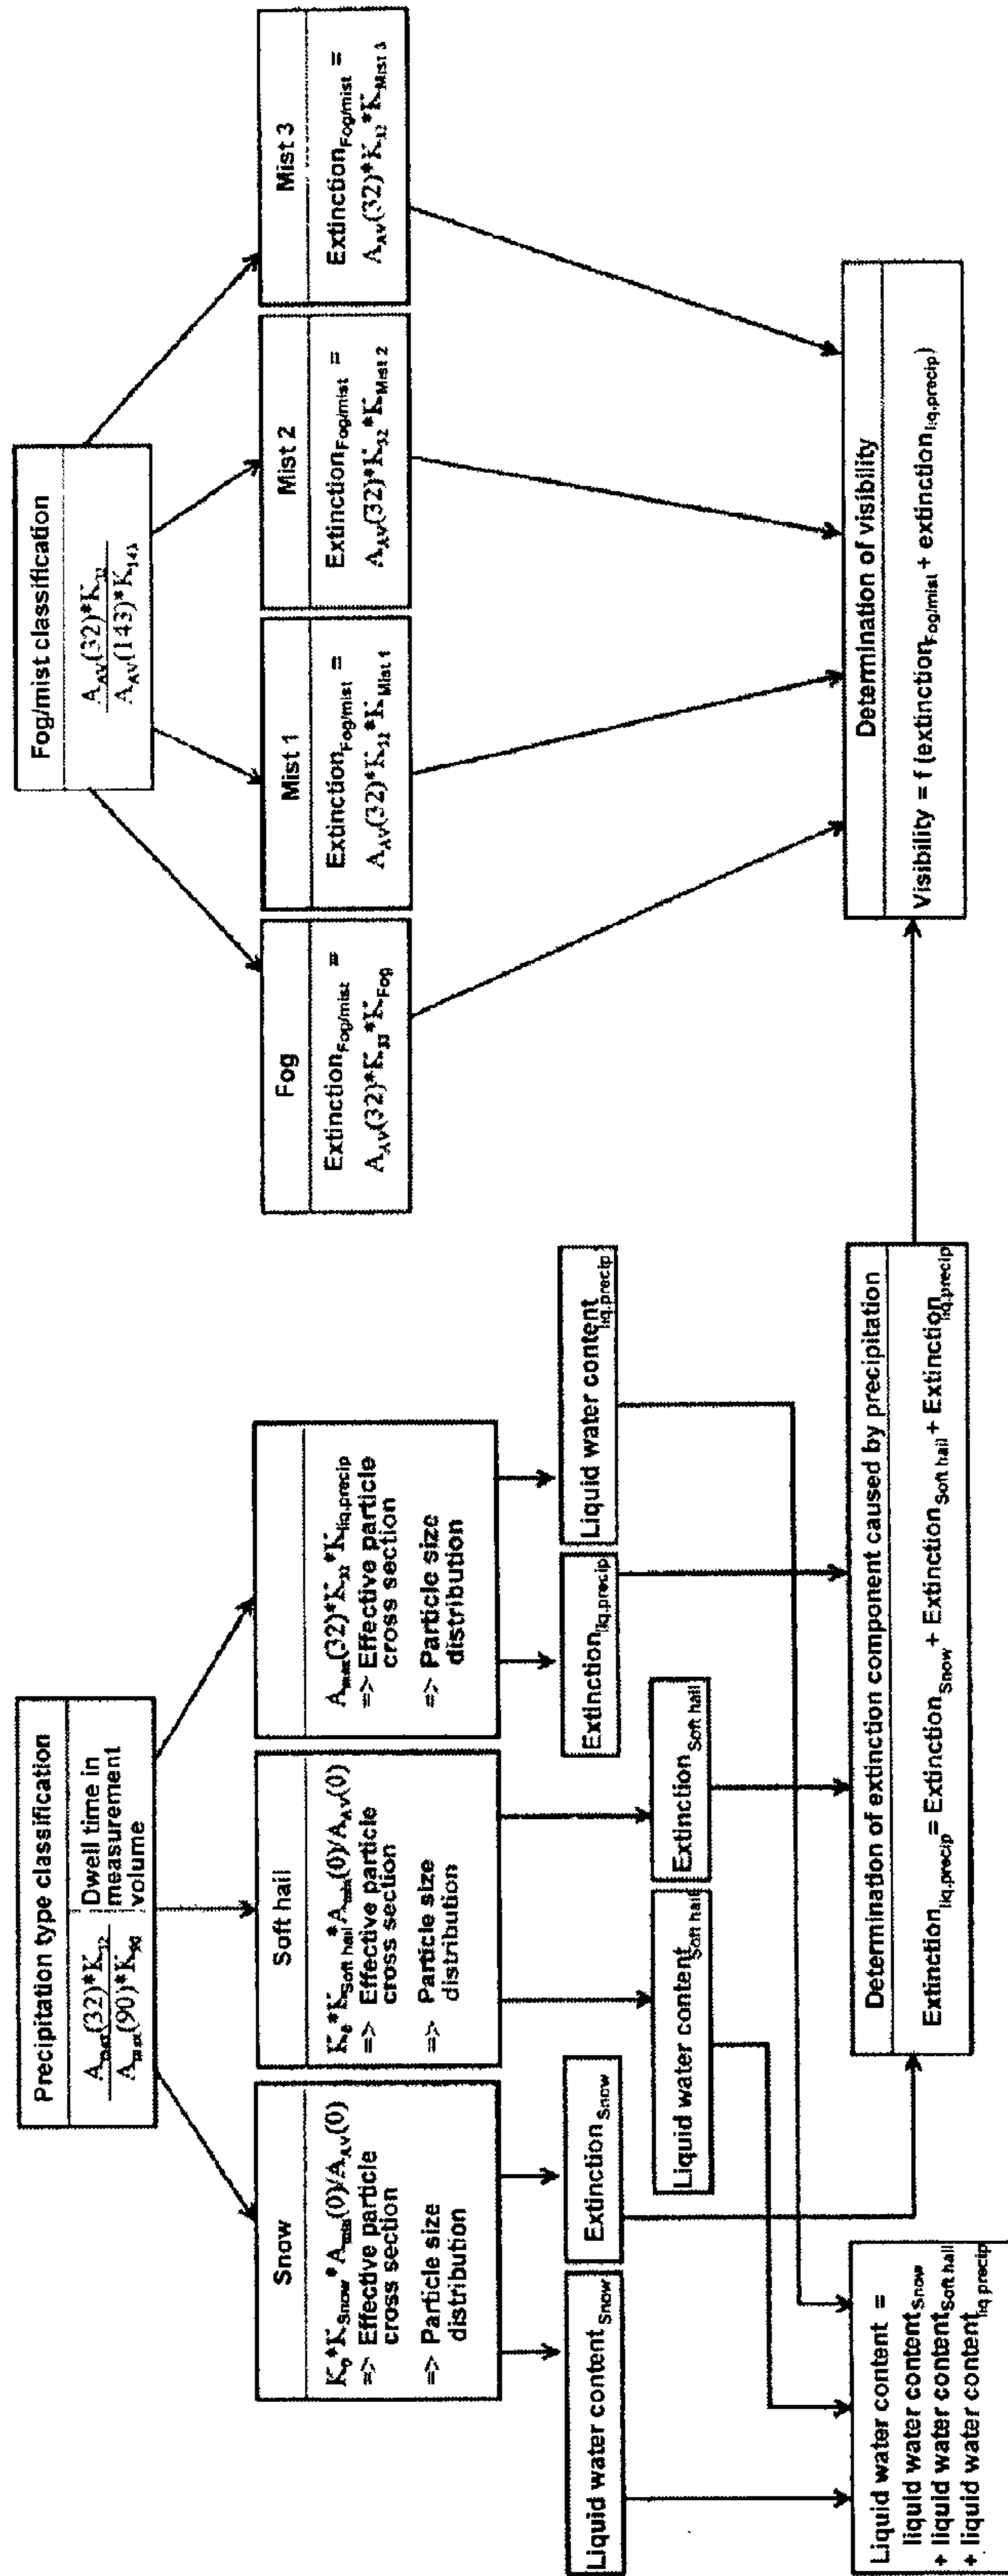 Precipitation type classification
A_max(32)*K_32
A_max(90)*K_90
Dwell time in
measurement
volume
Snow
K_0*K_Snow*A_min(0)/A_AV(0)
=> Effective particle
cross section
=> Particle size
distribution
Soft hail
K_0*K_Soft hail*A_min(0)/A_AV(0)
=> Effective particle
cross section
=> Particle size
distribution
A_max(32)*K_32*K_liq.precip
=> Effective particle
cross section
=> Particle size
distribution
Liquid water content_Snow
Extinction_Snow
Liquid water content_Soft hail
Extinction_Soft hail
Extinction_liq.precip
Liquid water content_liq.precip
Liquid water content =
liquid water content_Snow
+ liquid water content_Soft hail
+ liquid water content_liq.precip
Determination of extinction component caused by precipitation
Extinction_liq.precip = Extinction_Snow + Extinction_Soft hail + Extinction_liq.precip
Fog/mist classification
A_AV(32)*K_32
A_AV(143)*K_143
Fog
Extinction_Fog/mist =
A_AV(32)*K_32*K_Fog
Mist 1
Extinction_Fog/mist =
A_AV(32)*K_32*K_Mist 1
Mist 2
Extinction_Fog/mist =
A_AV(32)*K_32*K_Mist 2
Mist 3
Extinction_Fog/mist =
A_AV(32)*K_32*K_Mist 3
Determination of visibility
Visibility = f (extinction_Fog/mist + extinction_liq.precip)